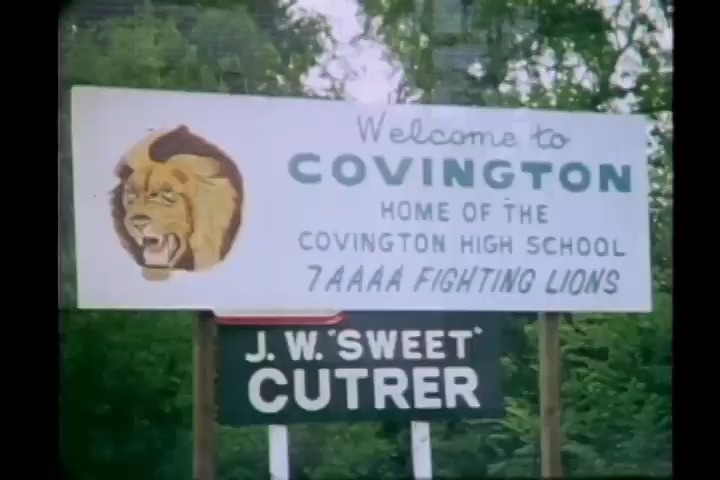 Welcome to
COVINGTON
HOME OF THE
COVINGTON HIGH SCHOOL
7AAAA FIGHTING LIONS
J. W. "SWEET"
CUTRER